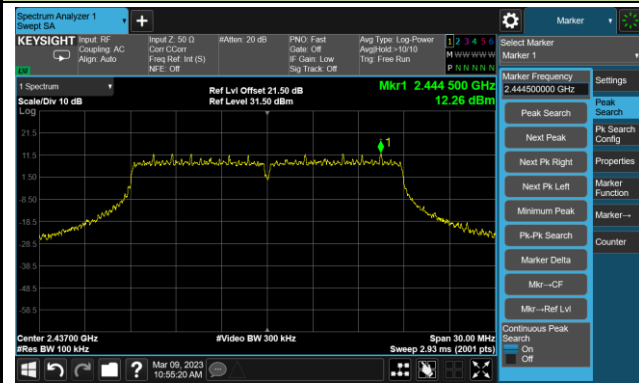 Spectrum Analyzer 1
Swept SA
Marker
KEYSIGHT
Input: RF
Coupling: AC
Align: Auto
Input Z: 50 Ω
Corr CCorr
Freq Ref: Int (S)
NFE: Off
#Atten: 20 dB
PNO: Fast
Gate: Off
IF Gain: Low
Sig Track: Off
Avg Type: Log-Power
Avg|Hold:>10/10
Trig: Free Run
1 2 3 4 5 6
M W W W W W
P N N N N N
Select Marker
Marker 1
1 Spectrum
Scale/Div 10 dB
Log
Ref Lvl Offset 21.50 dB
Ref Level 31.50 dBm
Mkr1 2.444 500 GHz
12.26 dBm
21.5
11.5
1.50
-8.50
-18.5
-28.5
-38.5
-48.5
-58.5
1
Center 2.43700 GHz
#Res BW 100 kHz
#Video BW 300 kHz
Span 30.00 MHz
Sweep 2.93 ms (2001 pts)
Marker Frequency
2.444500000 GHz
Peak Search
Next Peak
Next Pk Right
Next Pk Left
Minimum Peak
Pk-Pk Search
Marker Delta
Mkr→CF
Mkr→Ref Lvl
Continuous Peak
Search
On
Off
Settings
Peak
Search
Pk Search
Config
Properties
Marker
Function
Marker→
Counter
Mar 09, 2023
10:55:20 AM